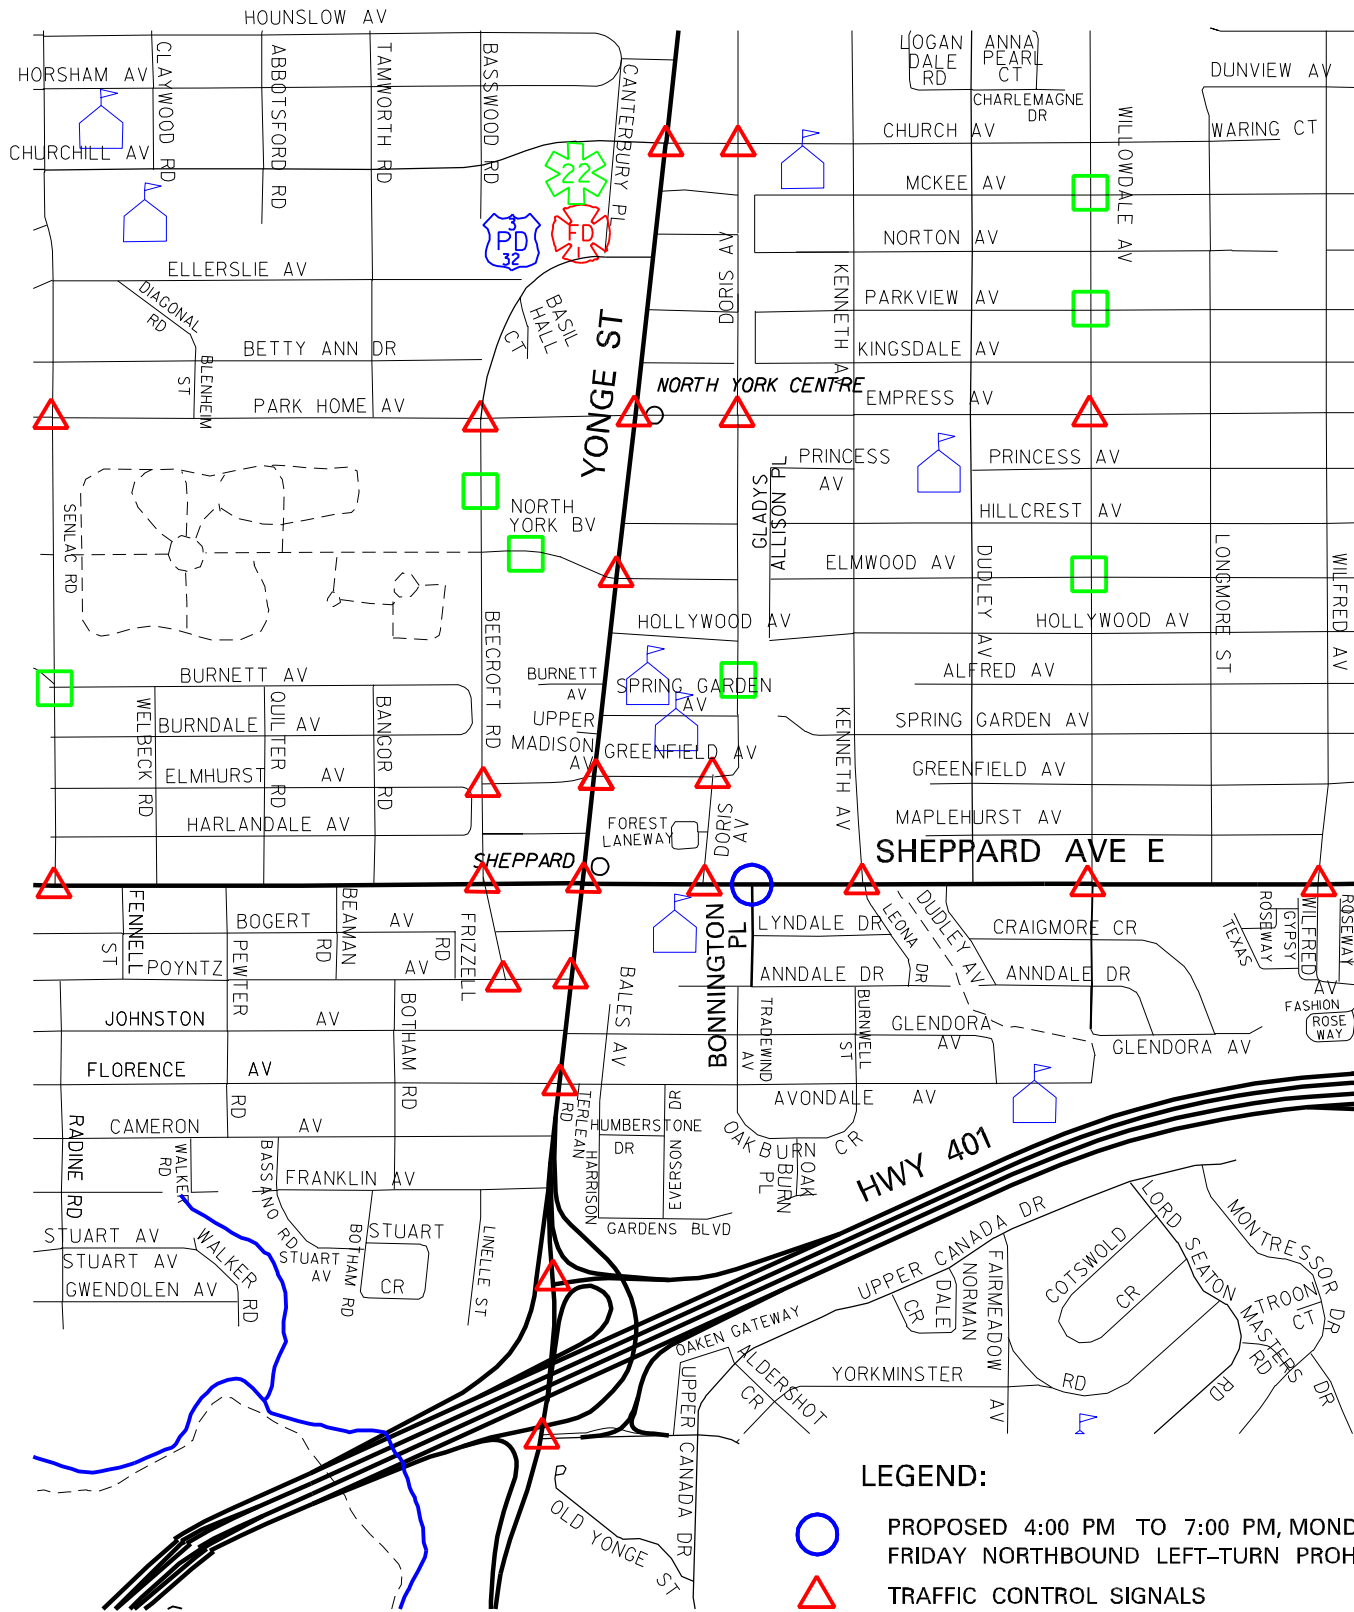 HOUNSLOW AV
HORSHAM AV
CLAYWOOD RD
ABBOTSFORD RD
TAMWORTH RD
BASSWOOD RD
CANTERBURY PL
LOGAN
DALE
RD
ANNA
PEARL
CT
CHARLEMAGNE
DR
DUNVIEW AV
CHURCHILL AV
CHURCH AV
WILLOWDALE AV
WARING CT
22
3
PD
32
FD
1
MCKEE AV
NORTON AV
ELLERSLIE AV
DIAGONAL
RD
BASIL
HALL
CT
DORIS AV
KENNETH AV
PARKVIEW AV
BETTY ANN DR
BLENHEIM
ST
YONGE ST
KINGSDALE AV
NORTH YORK CENTRE
PARK HOME AV
EMPRESS AV
PRINCESS
AV
PRINCESS AV
GLADYS
ALLISON PL
SENLAC RD
NORTH
YORK BV
HILLCREST AV
ELMWOOD AV
DUDLEY AV
LONGMORE ST
WILFRED AV
BEECROFT RD
HOLLYWOOD AV
HOLLYWOOD AV
BURNETT AV
BURNETT
AV
SPRING GARDEN
AV
ALFRED AV
WELBECK RD
BURNDALE AV
QUILTER RD
BANGOR RD
UPPER
MADISON
AV
KENNETH AV
SPRING GARDEN AV
GREENFIELD AV
ELMHURST AV
GREENFIELD AV
HARLANDALE AV
FOREST
LANEWAY
DORIS
AV
MAPLEHURST AV
SHEPPARD
SHEPPARD AVE E
FENNELL
ST
BOGERT AV
PEWTER
RD
BEAMAN
RD
FRIZZELL
RD
POYNTZ AV
BONNINGTON
PL
LYNDALE DR
LEONA
DR
DUDLEY AV
CRAIGMORE CR
TEXAS
ROSEWAY
GYPSY
WILFRED
AV
ROSEWAY
ANNDALE DR
ANNDALE DR
BALES AV
TRADEWIND
AV
BURNWELL
ST
GLENDORA
AV
FASHION
ROSE
WAY
JOHNSTON AV
BOTHAM RD
GLENDORA AV
FLORENCE AV
RADINE RD
AVONDALE AV
CAMERON AV
TERLEAN
RD
HARRISON
HUMBERSTONE
DR
EVERSON DR
OAKBURN CR
OAK
BURN
PL
WALKER
RD
BASSANO RD
FRANKLIN AV
HWY 401
GARDENS BLVD
STUART AV
STUART AV
GWENDOLEN AV
WALKER RD
STUART
AV
BOTHAM RD
STUART
CR
LINELLE ST
UPPER CANADA DR
LORD SEATON
RD
MONTRESSOR DR
COTSWOLD
CR
TROON
CT
MASTERS
RD
DR
DALE
CR
NORMAN
FAIRMEADOW
AV
OAKEN GATEWAY
ALDERSHOT
CR
YORKMINSTER RD
UPPER CANADA DR
OLD YONGE ST
LEGEND:
PROPOSED 4:00 PM TO 7:00 PM, MOND
FRIDAY NORTHBOUND LEFT-TURN PROH
TRAFFIC CONTROL SIGNALS